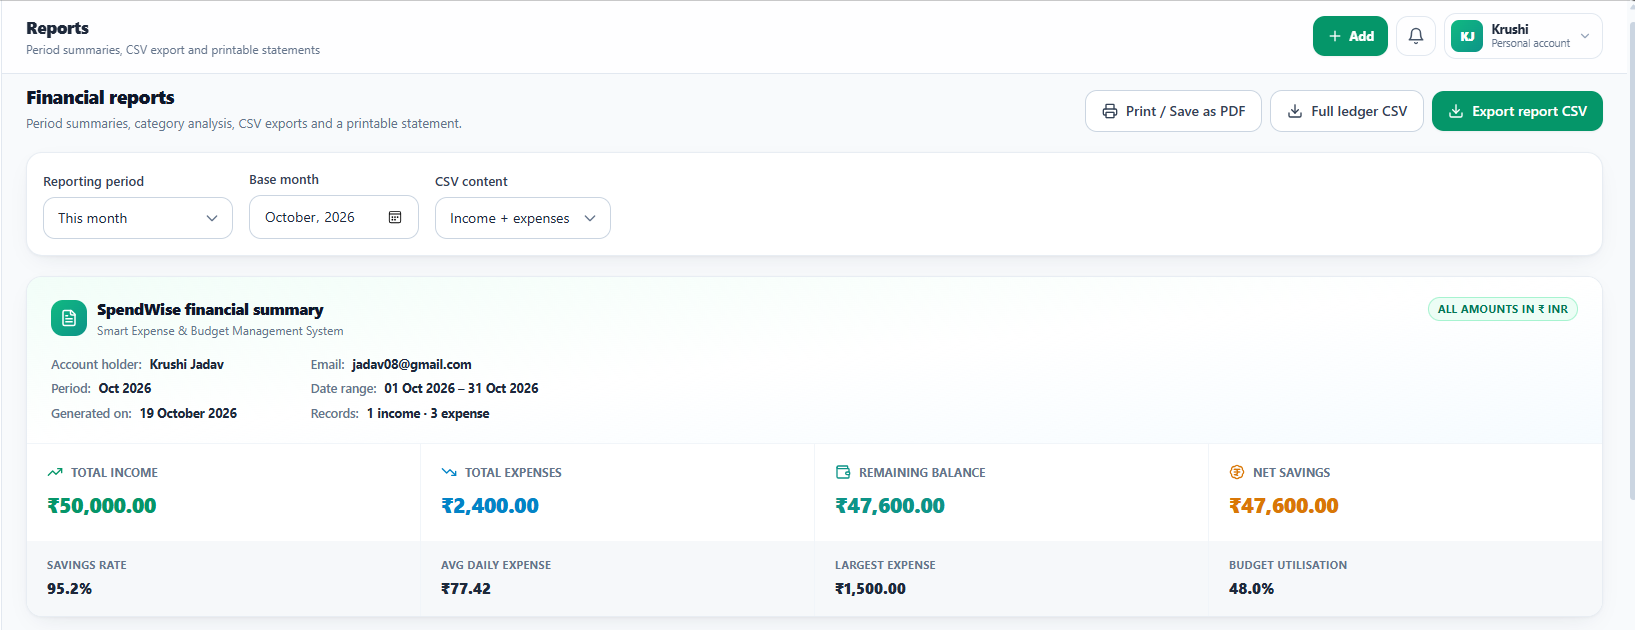 Reports
Period summaries, CSV export and printable statements
+ Add
KJ
Krushi
Personal account
Financial reports
Period summaries, category analysis, CSV exports and a printable statement.
Print / Save as PDF
Full ledger CSV
Export report CSV
Reporting period
Base month
CSV content
This month
October, 2026
Income + expenses
SpendWise financial summary
Smart Expense & Budget Management System
ALL AMOUNTS IN ₹ INR
Account holder: Krushi Jadav
Email: jadav08@gmail.com
Period: Oct 2026
Date range: 01 Oct 2026 – 31 Oct 2026
Generated on: 19 October 2026
Records: 1 income · 3 expense
TOTAL INCOME
₹50,000.00
TOTAL EXPENSES
₹2,400.00
REMAINING BALANCE
₹47,600.00
NET SAVINGS
₹47,600.00
SAVINGS RATE
95.2%
AVG DAILY EXPENSE
₹77.42
LARGEST EXPENSE
₹1,500.00
BUDGET UTILISATION
48.0%